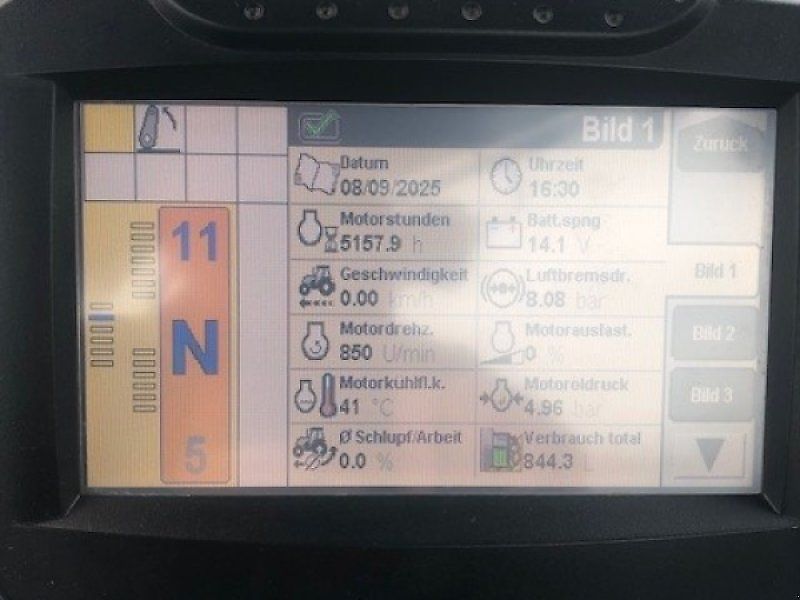 Bild 1
Zurück
Datum
08/09/2025
Uhrzeit
16:30
Motorstunden
5157.9 h
Batt.spng
14.1 V
Geschwindigkeit
0.00 km/h
Luftbremsdr.
8.08 bar
Motordrehz.
850 U/min
Motorauslast.
0 %
Motorkühlfl.k.
41 °C
Motoröldruck
4.96 bar
Ø Schlupf/Arbeit
0.0 %
Verbrauch total
844.3 L
11
N
5
Bild 1
Bild 2
Bild 3